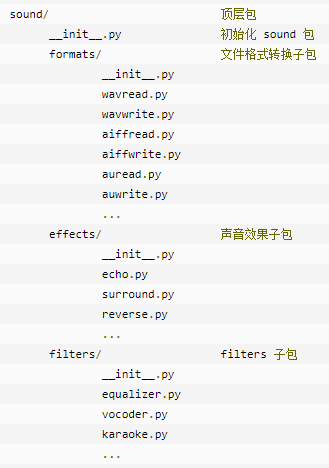 sound/                          顶层包
      __init__.py               初始化 sound 包
      formats/                  文件格式转换子包
              __init__.py
              wavread.py
              wavwrite.py
              aiffread.py
              aiffwrite.py
              auread.py
              auwrite.py
              ...
      effects/                  声音效果子包
              __init__.py
              echo.py
              surround.py
              reverse.py
              ...
      filters/                  filters 子包
              __init__.py
              equalizer.py
              vocoder.py
              karaoke.py
              ...